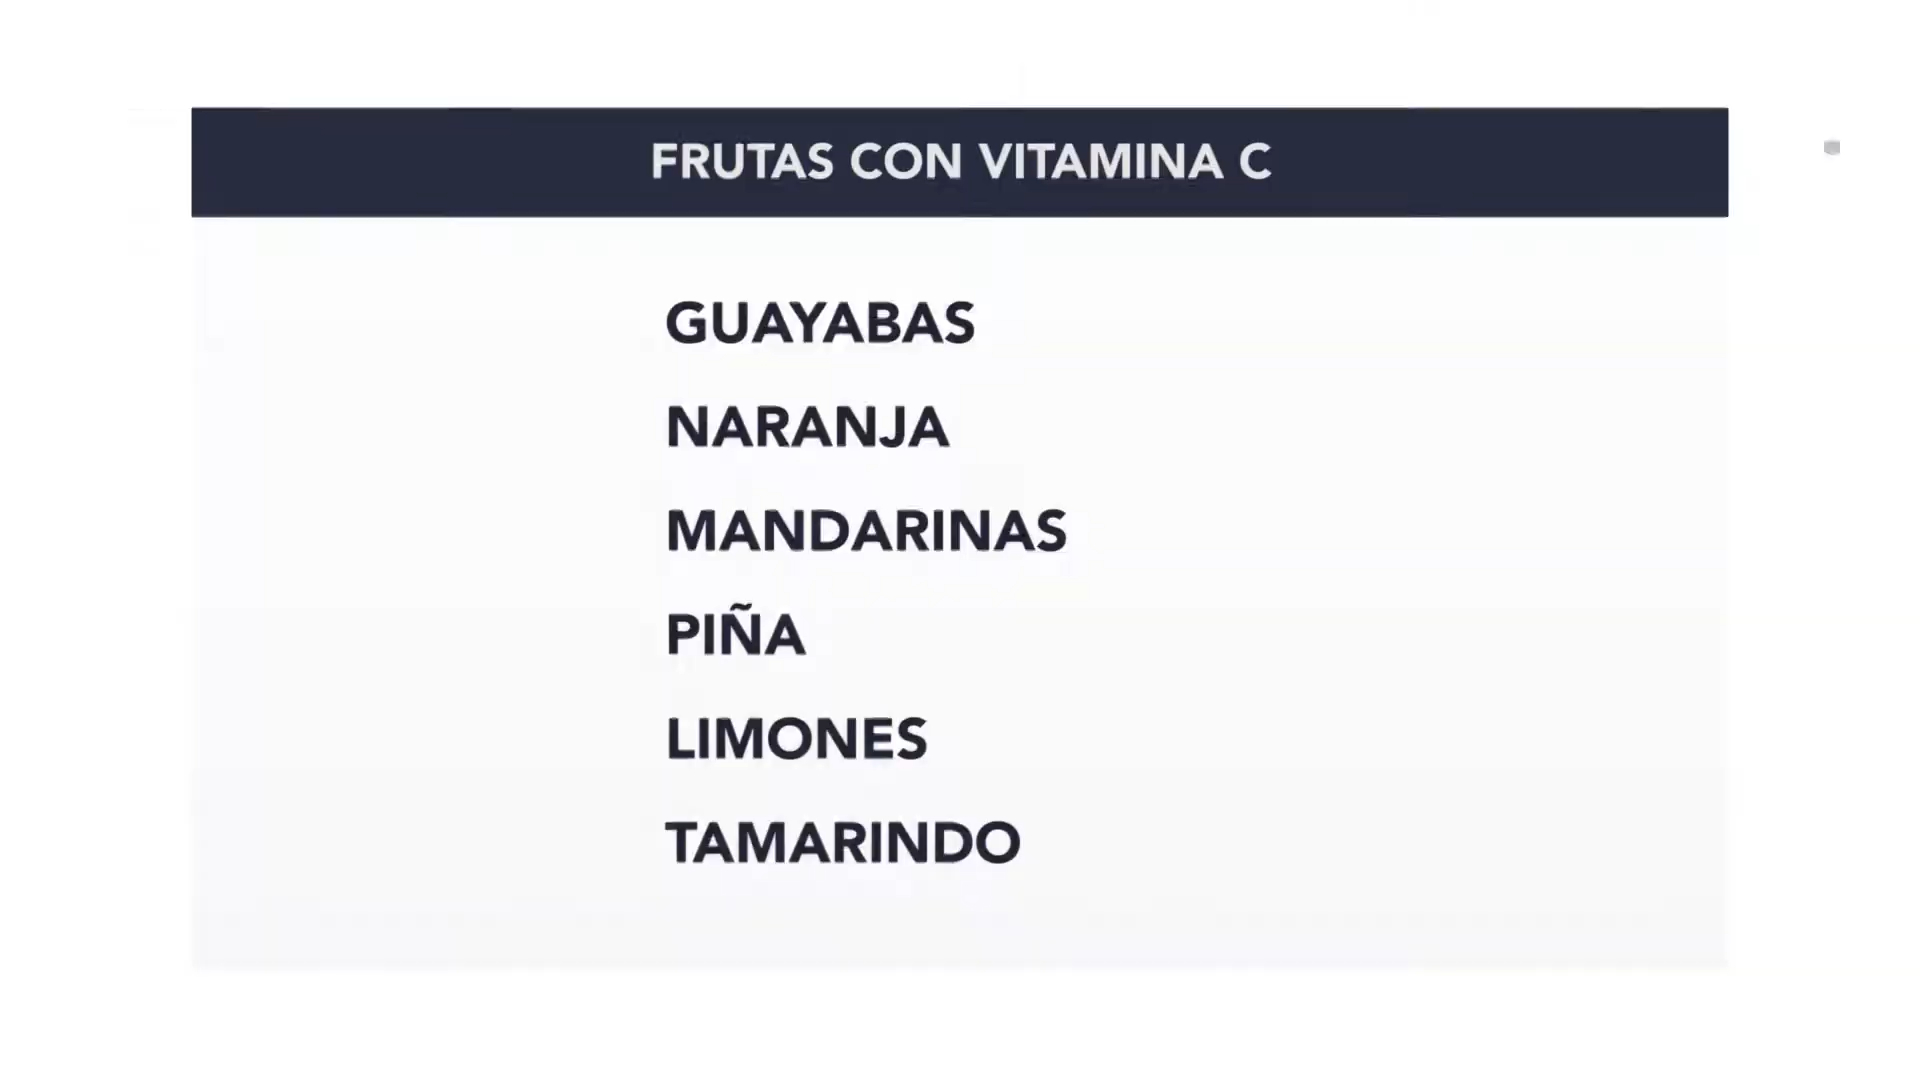 FRUTAS CON VITAMINA C
GUAYABAS
NARANJA
MANDARINAS
PIÑA
LIMONES
TAMARINDO